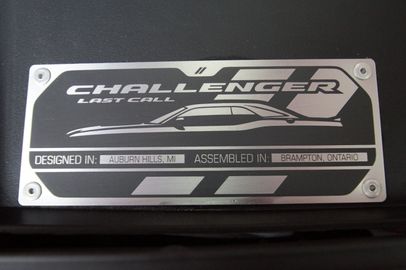 CHALLENGER
LAST CALL
DESIGNED IN: AUBURN HILLS, MI ASSEMBLED IN: BRAMPTON, ONTARIO